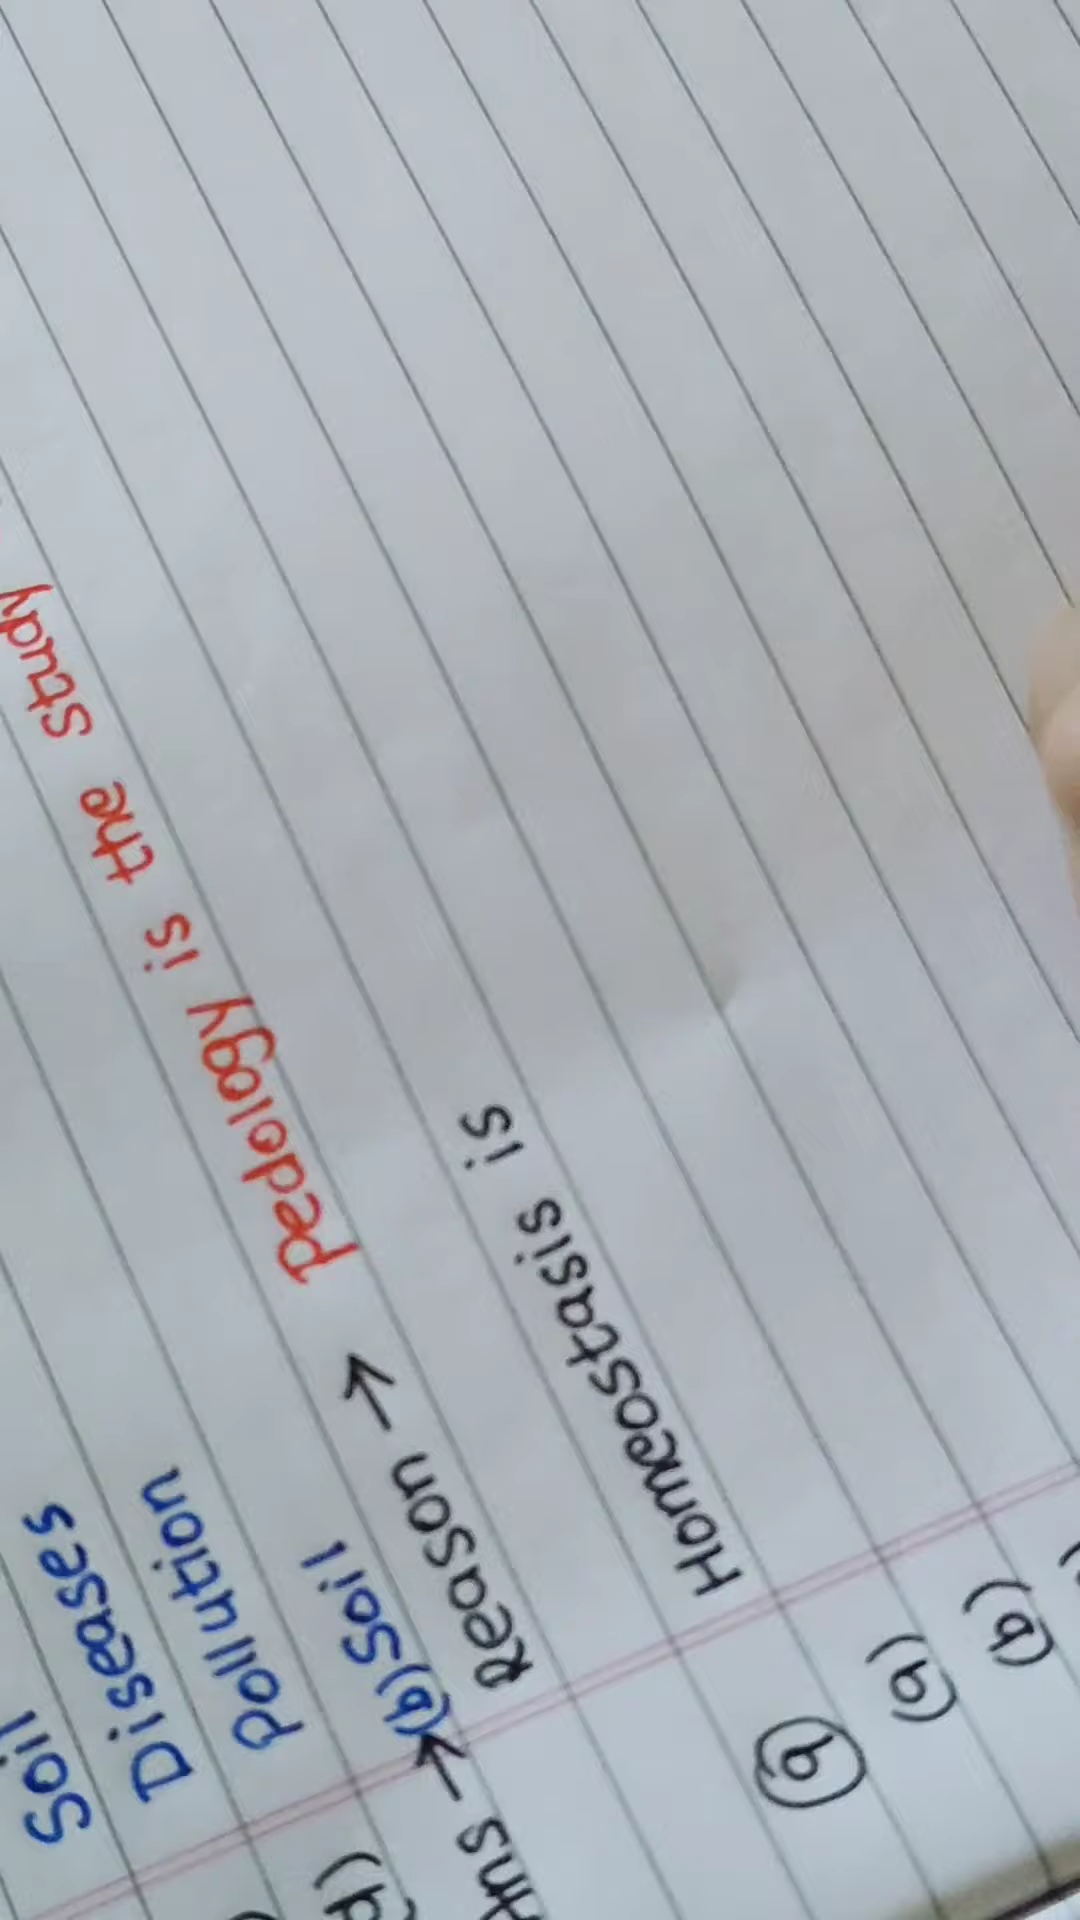 Soil
Diseases
(d) Pollution
Ans → (b) Soil
Reason → Pedology is the study
(9) Homeostasis is
(a)
(b)